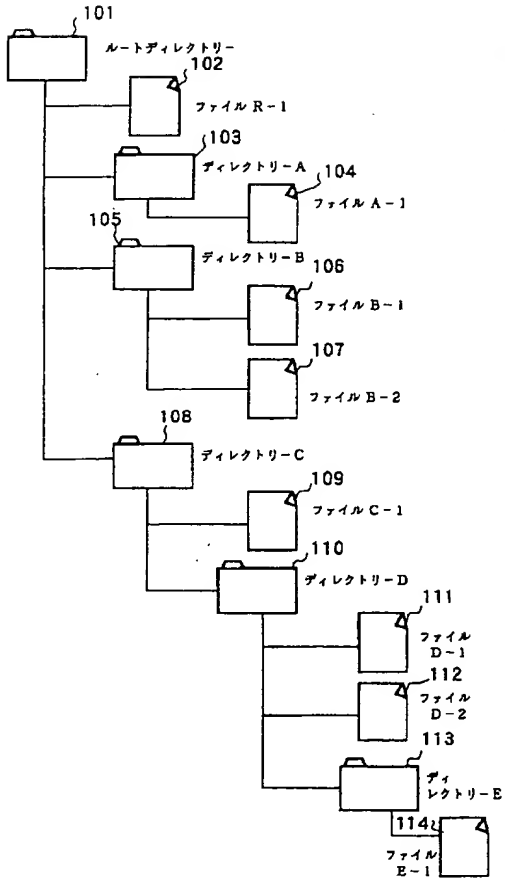 101
ルートディレクトリー
102
ファイル R-1
103
ディレクトリーA
104
ファイル A-1
105
ディレクトリーB
106
ファイル B-1
107
ファイル B-2
108
ディレクトリーC
109
ファイル C-1
110
ディレクトリーD
111
ファイル
D-1
112
ファイル
D-2
113
ディ
レクトリーE
114
ファイル
E-1